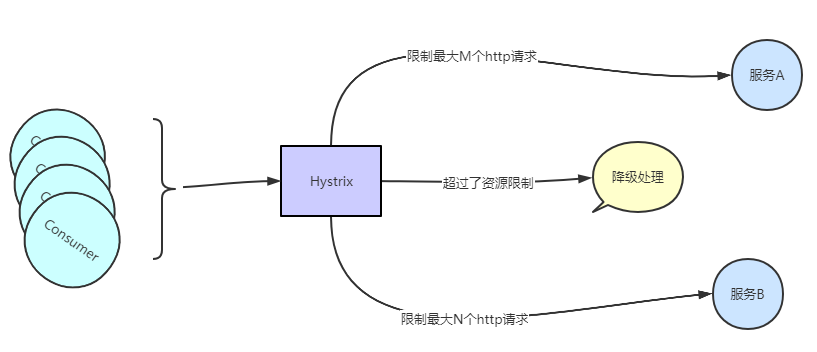 限制最大M个http请求
服务A
Consumer
Hystrix
超过了资源限制
降级处理
限制最大N个http请求
服务B